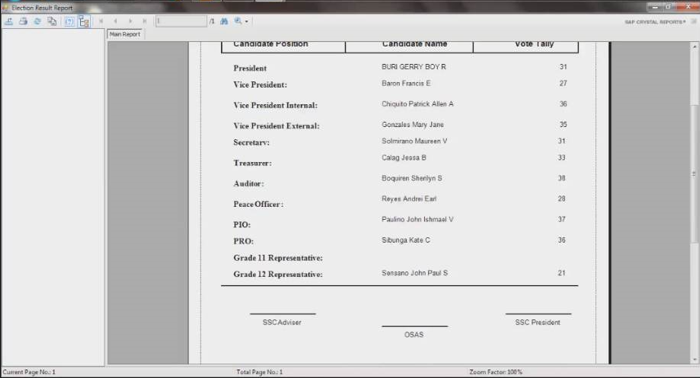 Election Result Report
1
SAP CRYSTAL REPORTS
Main Report
Candidate Position Candidate Name Vote Tally
President BURI GERRY BOY R 31
Vice President: Baron Francis E 27
Vice President Internal: Chiquito Patrick Allen A 36
Vice President External: Gonzales Mary Jane 35
Secretary: Solmirano Maureen V 31
Treasurer: Calag Jessa B 33
Auditor: Boquiren Sherilyn S 38
Peace Officer: Reyes Andrei Earl 28
PIO: Paulino John Ishmael V 37
PRO: Sibunga Kate C 36
Grade 11 Representative:
Grade 12 Representative: Sensano John Paul S 21
SSC Adviser SSC President
OSAS
Current Page No.: 1 Total Page No.: 1 Zoom Factor: 100%